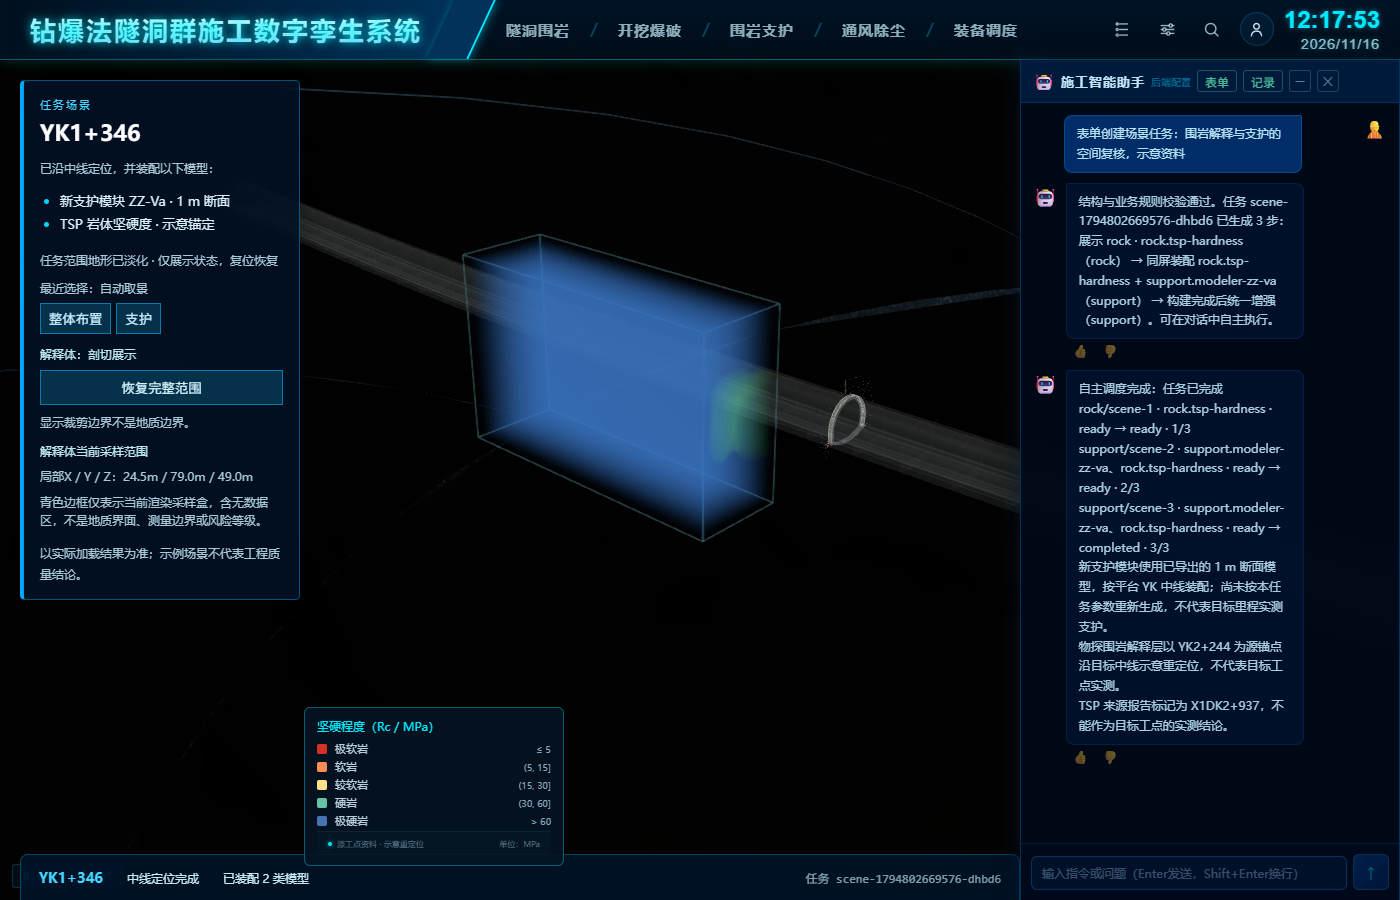 钻爆法隧洞群施工数字孪生系统
隧洞围岩 / 开挖爆破 / 围岩支护 / 通风除尘 / 装备调度
12:17:53
2026/11/16
任务场景
YK1+346
已沿中线定位，并装配以下模型：
新支护模块 ZZ-Va · 1 m 断面
TSP 岩体坚硬度 · 示意锚定
任务范围地形已淡化 · 仅展示状态，复位恢复
最近选择：自动取景
整体布置 支护
解释体：剖切展示
恢复完整范围
显示裁剪边界不是地质边界。
解释体当前采样范围
局部X / Y / Z：24.5m / 79.0m / 49.0m
青色边框仅表示当前渲染采样盒，含无数据
区，不是地质界面、测量边界或风险等级。
以实际加载结果为准；示例场景不代表工程质
量结论。
坚硬程度（Rc / MPa）
极软岩 ≤ 5
软岩 (5, 15]
较软岩 (15, 30]
硬岩 (30, 60]
极硬岩 > 60
源工点资料 · 示意重定位 单位：MPa
YK1+346 中线定位完成 已装配 2 类模型 任务 scene-1794802669576-dhbd6
施工智能助手 后端配置 表单 记录
表单创建场景任务：围岩解释与支护的
空间复核，示意资料
结构与业务规则校验通过。任务 scene-
1794802669576-dhbd6 已生成 3 步：
展示 rock · rock.tsp-hardness
（rock） → 同屏装配 rock.tsp-
hardness + support.modeler-zz-va
（support） → 构建完成后统一增强
（support）。可在对话中自主执行。
自主调度完成：任务已完成
rock/scene-1 · rock.tsp-hardness ·
ready → ready · 1/3
support/scene-2 · support.modeler-
zz-va、rock.tsp-hardness · ready →
ready · 2/3
support/scene-3 · support.modeler-
zz-va、rock.tsp-hardness · ready →
completed · 3/3
新支护模块使用已导出的 1 m 断面模
型，按平台 YK 中线装配；尚未按本任
务参数重新生成，不代表目标里程实测
支护。
物探围岩解释层以 YK2+244 为源锚点
沿目标中线示意重定位，不代表目标工
点实测。
TSP 来源报告标记为 X1DK2+937，不
能作为目标工点的实测结论。
输入指令或问题（Enter发送，Shift+Enter换行）